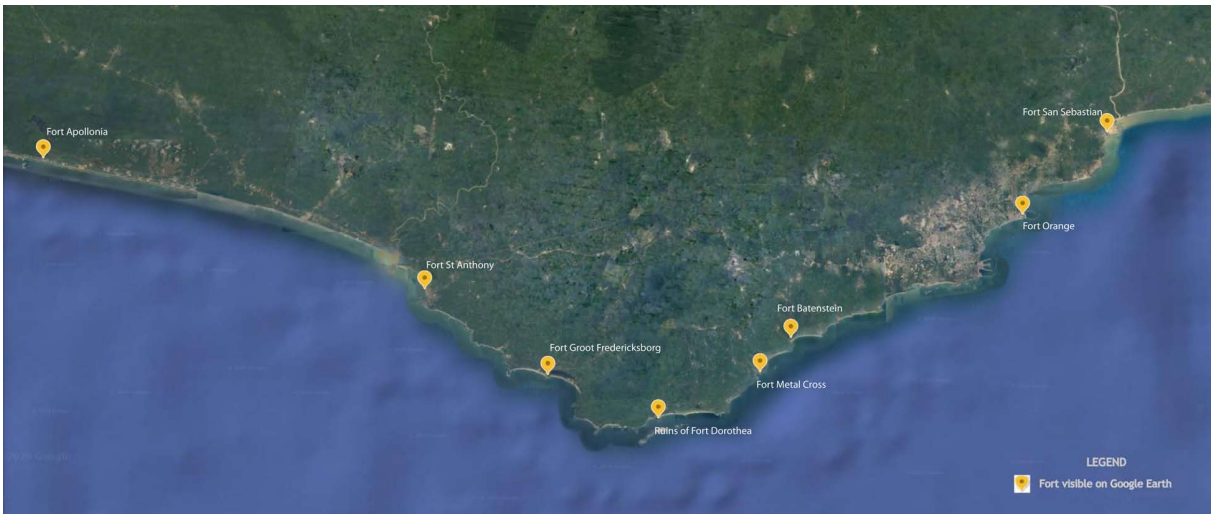 Fort San Sebastian
Fort Apollonia
Fort Orange
Fort St Anthony
Fort Batenstein
Fort Groot Fredericksborg
Fort Metal Cross
Ruins of Fort Dorothea
LEGEND
Fort visible on Google Earth